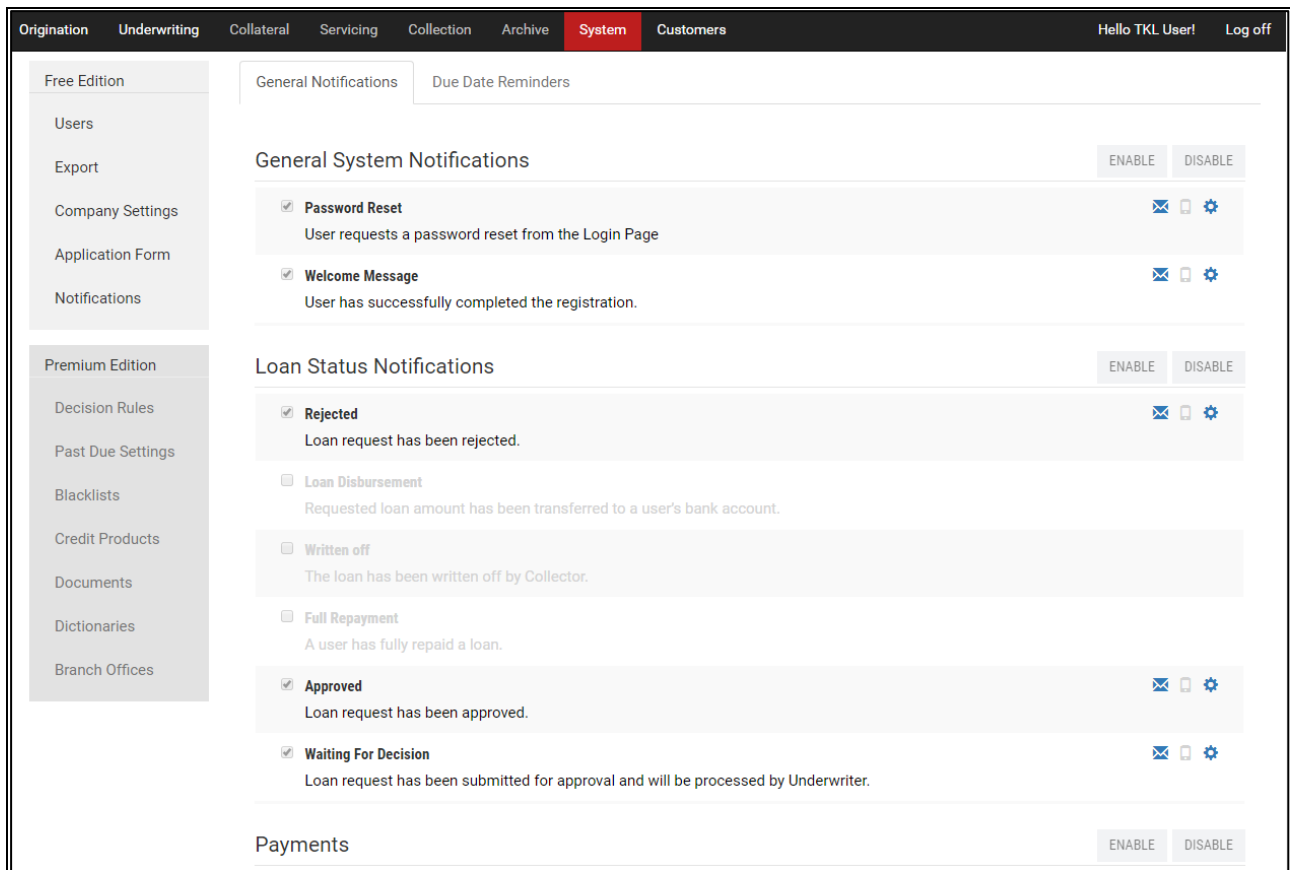 Origination Underwriting Collateral Servicing Collection Archive System Customers Hello TKL User! Log off
Free Edition
Users
Export
Company Settings
Application Form
Notifications
Premium Edition
Decision Rules
Past Due Settings
Blacklists
Credit Products
Documents
Dictionaries
Branch Offices
General Notifications Due Date Reminders
General System Notifications ENABLE DISABLE
Password Reset
User requests a password reset from the Login Page
Welcome Message
User has successfully completed the registration.
Loan Status Notifications ENABLE DISABLE
Rejected
Loan request has been rejected.
Loan Disbursement
Requested loan amount has been transferred to a user's bank account.
Written off
The loan has been written off by Collector.
Full Repayment
A user has fully repaid a loan.
Approved
Loan request has been approved.
Waiting For Decision
Loan request has been submitted for approval and will be processed by Underwriter.
Payments ENABLE DISABLE